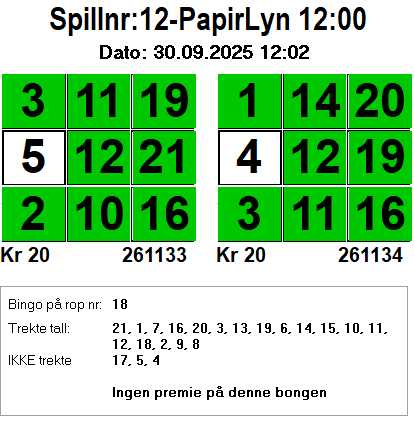 Spillnr:12-PapirLyn 12:00
Dato: 30.09.2025 12:02
3 11 19 1 14 20
5 12 21 4 12 19
2 10 16 3 11 16
Kr 20 261133 Kr 20 261134
Bingo på rop nr: 18
Trekte tall: 21, 1, 7, 16, 20, 3, 13, 19, 6, 14, 15, 10, 11,
12, 18, 2, 9, 8
IKKE trekte 17, 5, 4
Ingen premie på denne bongen